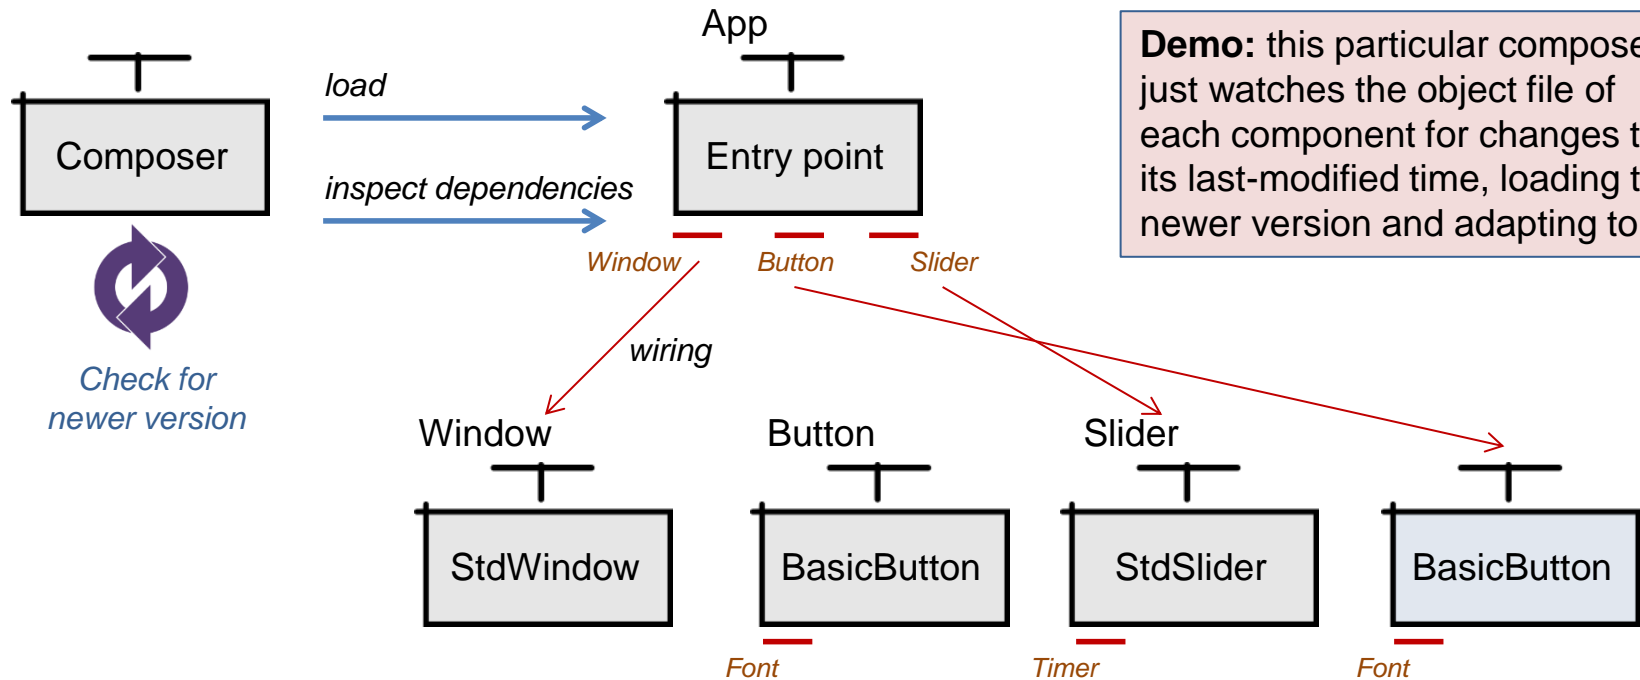 App
Demo: this particular compose
just watches the object file of
each component for changes t
its last-modified time, loading t
newer version and adapting to
load
Composer
Entry point
inspect dependencies
Window
Button
Slider
wiring
Check for
newer version
Window
Button
Slider
StdWindow
BasicButton
StdSlider
BasicButton
Font
Timer
Font